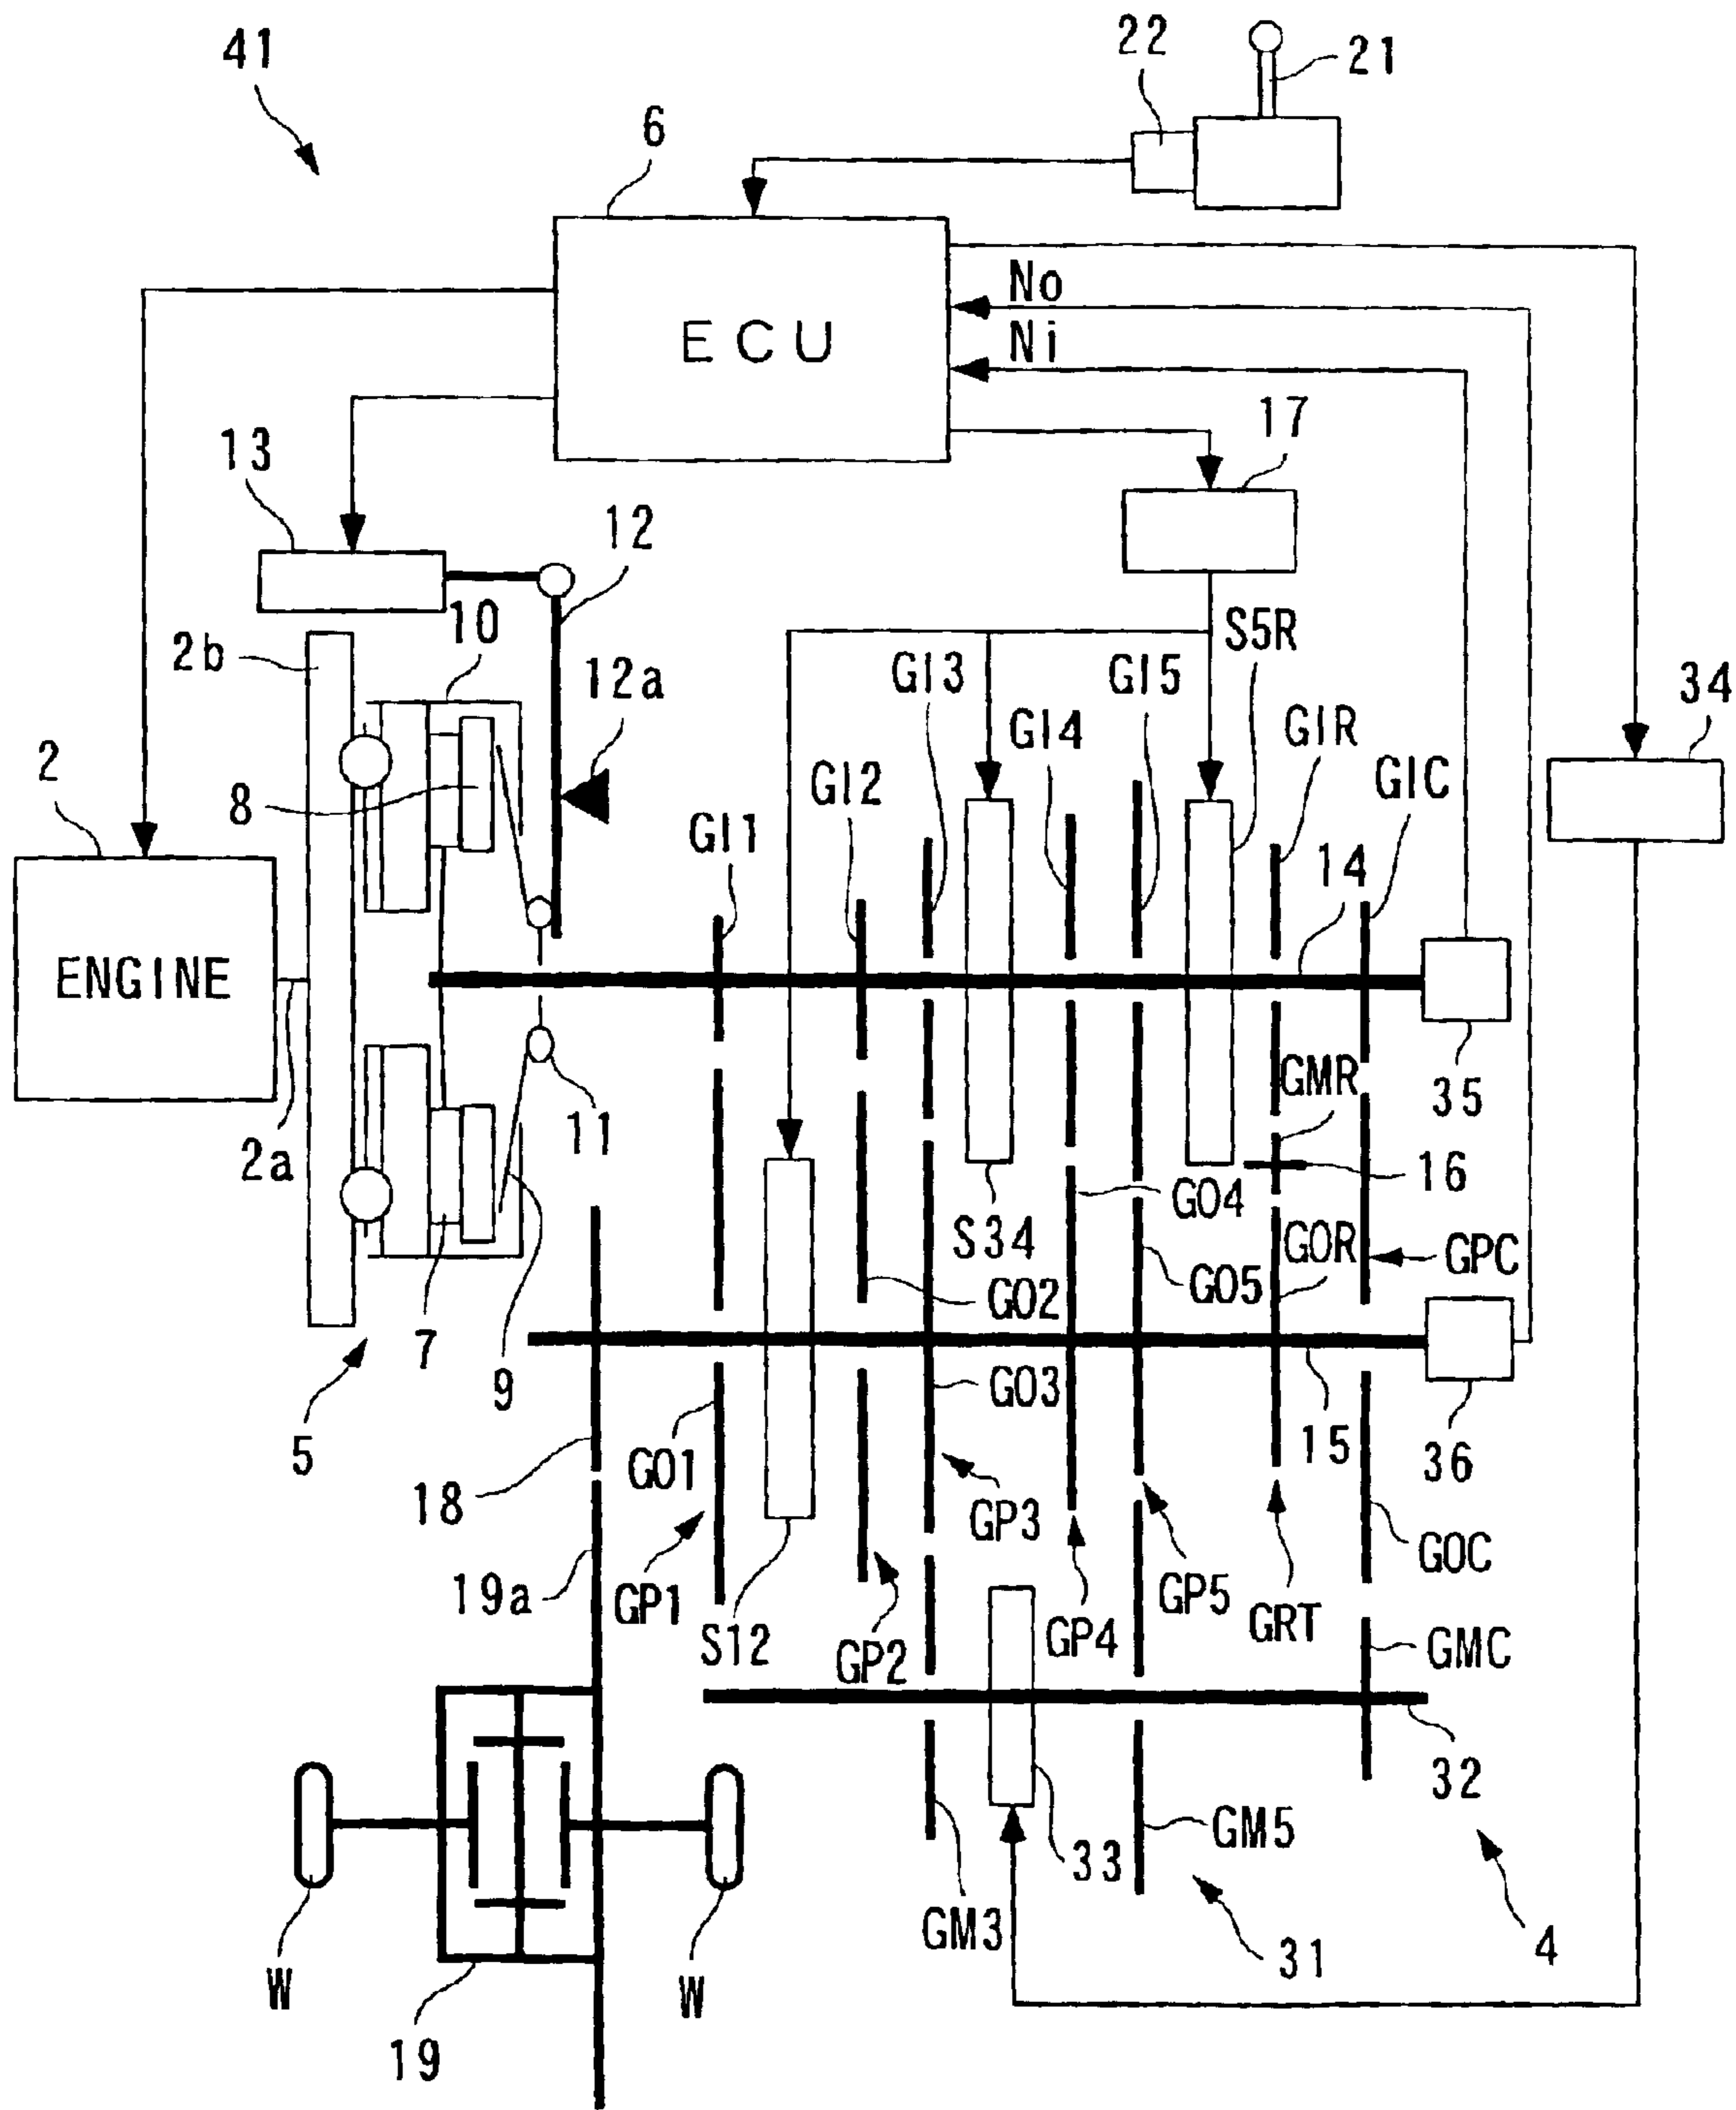 22
21
41
6
No
Ni
ECU
17
13
12
10
S5R
2b
GI3
GI5
12a
34
GI4
GIR
2
GI2
GIC
8
GI1
14
ENGINE
GMR
35
11
2a
16
GO4
S34
GOR
GPC
GO5
GO2
7
9
GO3
5
GO1
15
36
18
GP3
GOC
19a
GP1
GP5
GRT
S12
GP4
GMC
GP2
32
GM5
33
GM3
4
31
W
W
19